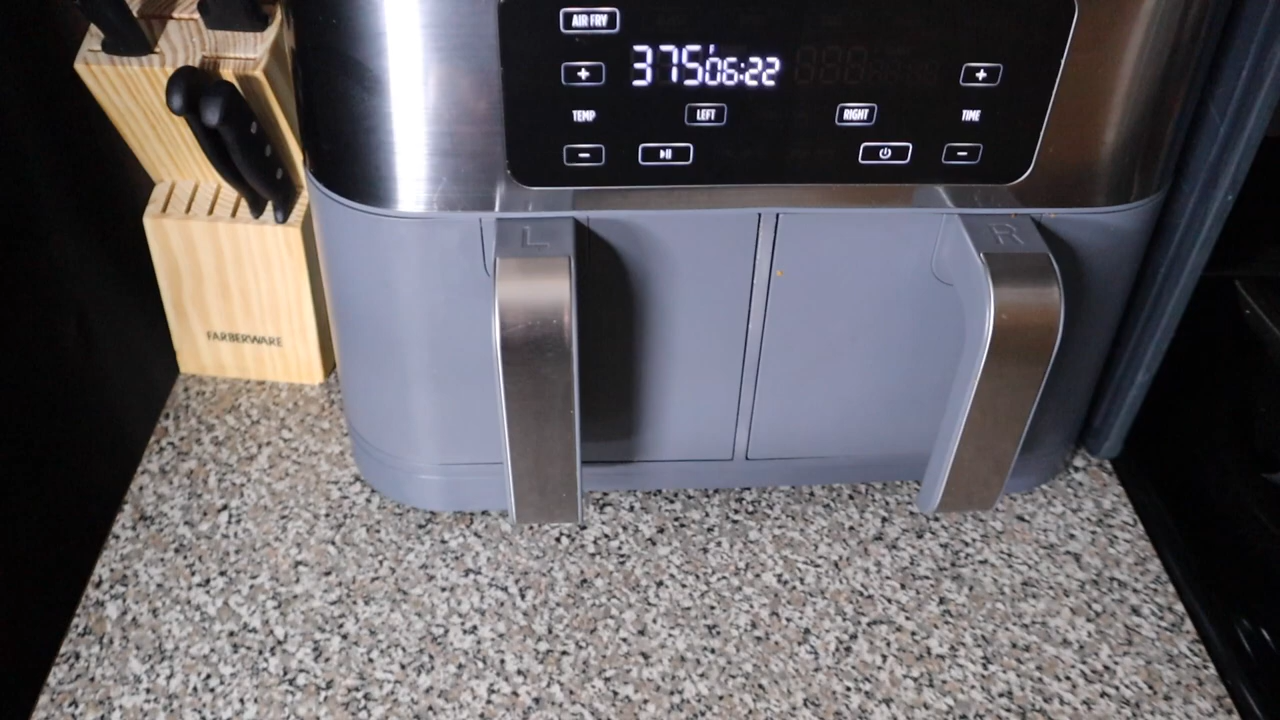 AIR FRY
+ 375° 06:22 +
TEMP LEFT RIGHT TIME
- -
L R
FARBERWARE